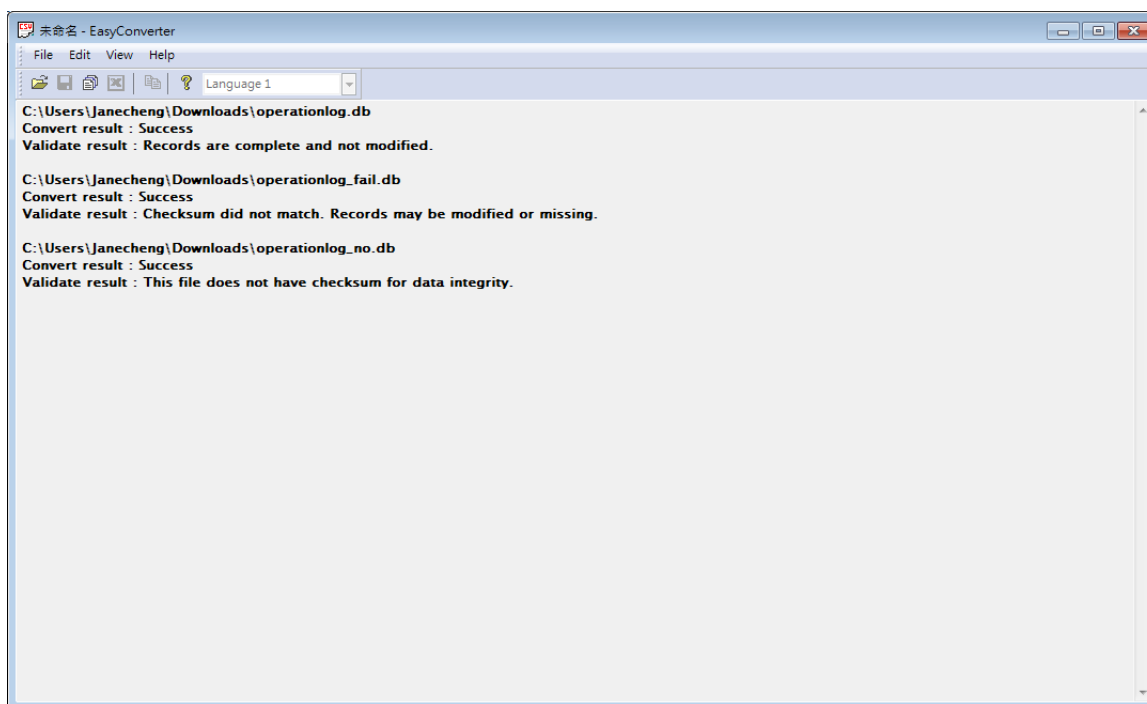 CSV 未命名 - EasyConverter
File Edit View Help
Language 1
C:\Users\Janecheng\Downloads\operationlog.db
Convert result : Success
Validate result : Records are complete and not modified.
C:\Users\Janecheng\Downloads\operationlog_fail.db
Convert result : Success
Validate result : Checksum did not match. Records may be modified or missing.
C:\Users\Janecheng\Downloads\operationlog_no.db
Convert result : Success
Validate result : This file does not have checksum for data integrity.